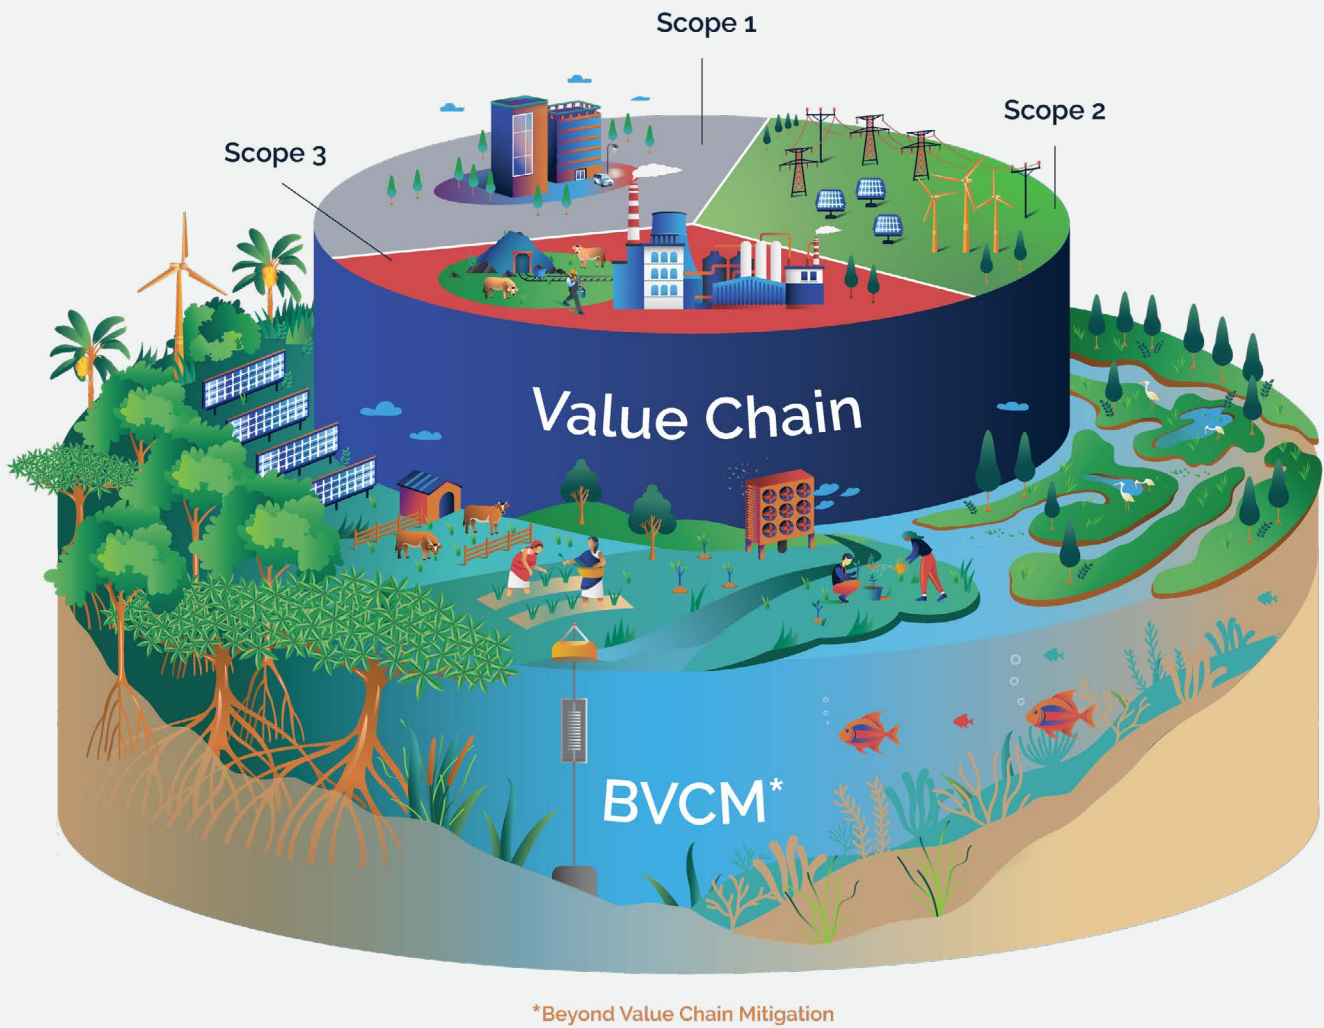 Scope 1
Scope 2
Scope 3
Value Chain
BVCM*
*Beyond Value Chain Mitigation